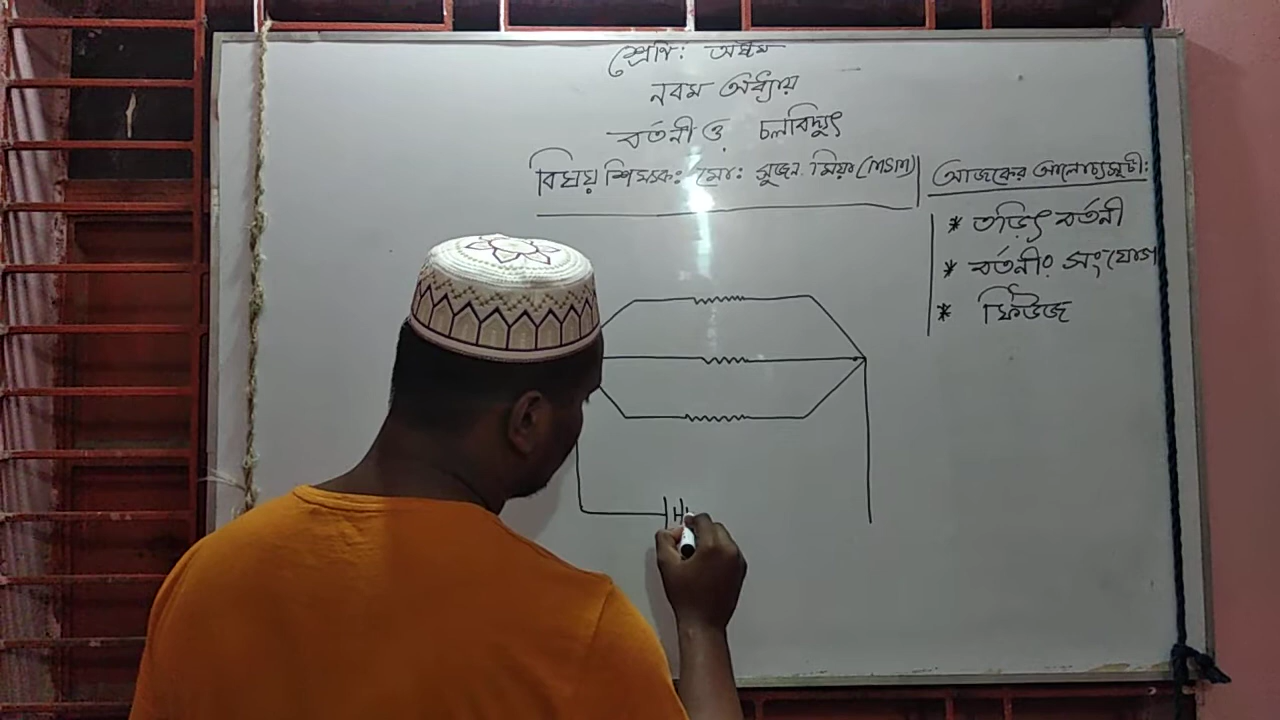 শ্রেণি: অষ্টম
নবম অধ্যায়
বর্তনী ও চলবিদ্যুৎ
বিষয় শিক্ষক: মো: সুজন মিয়া
আজকের আলোচ্যসূচী:
* তড়িৎ বর্তনী
* বর্তনীর সংযোগ
* ফিউজ